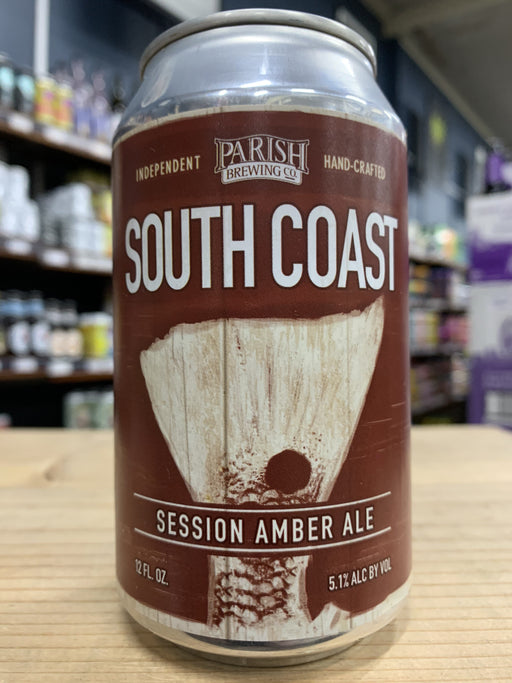 INDEPENDENT
PARISH
BREWING CO.
HAND-CRAFTED
SOUTH COAST
SESSION AMBER ALE
12 FL. OZ.
5.1% ALC BY VOL